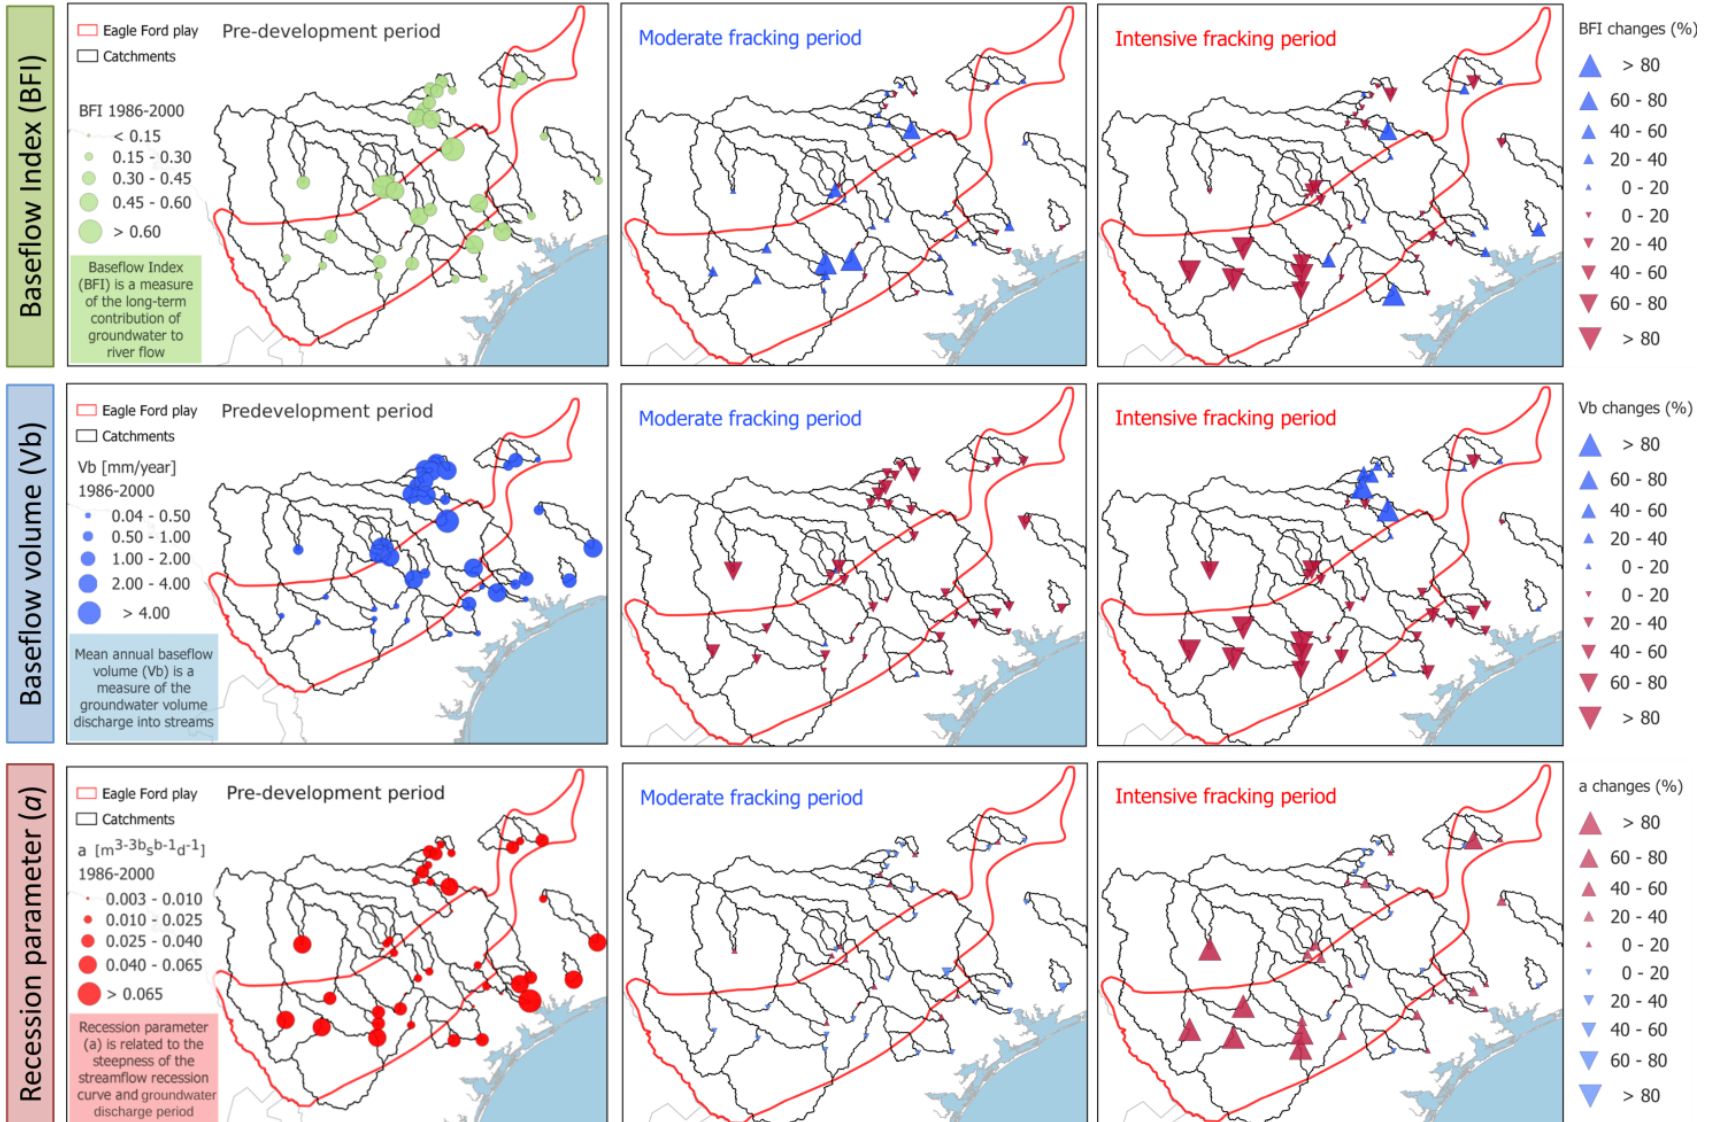 Baseflow Index (BFI)
Eagle Ford play
Catchments
Pre-development period
BFI 1986-2000
< 0.15
0.15 - 0.30
0.30 - 0.45
0.45 - 0.60
> 0.60
Baseflow Index
(BFI) is a measure
of the long-term
contribution of
groundwater to
river flow
Moderate fracking period
Intensive fracking period
BFI changes (%)
> 80
60 - 80
40 - 60
20 - 40
0 - 20
0 - 20
20 - 40
40 - 60
60 - 80
> 80
Baseflow volume (Vb)
Eagle Ford play
Catchments
Predevelopment period
Vb [mm/year]
1986-2000
0.04 - 0.50
0.50 - 1.00
1.00 - 2.00
2.00 - 4.00
> 4.00
Mean annual baseflow
volume (Vb) is a
measure of the
groundwater volume
discharge into streams
Moderate fracking period
Intensive fracking period
Vb changes (%)
> 80
60 - 80
40 - 60
20 - 40
0 - 20
0 - 20
20 - 40
40 - 60
60 - 80
> 80
Recession parameter (a)
Eagle Ford play
Catchments
Pre-development period
a [m3-3bsb-1d-1]
1986-2000
0.003 - 0.010
0.010 - 0.025
0.025 - 0.040
0.040 - 0.065
> 0.065
Recession parameter
(a) is related to the
steepness of the
streamflow recession
curve and groundwater
discharge period
Moderate fracking period
Intensive fracking period
a changes (%)
> 80
60 - 80
40 - 60
20 - 40
0 - 20
0 - 20
20 - 40
40 - 60
60 - 80
> 80